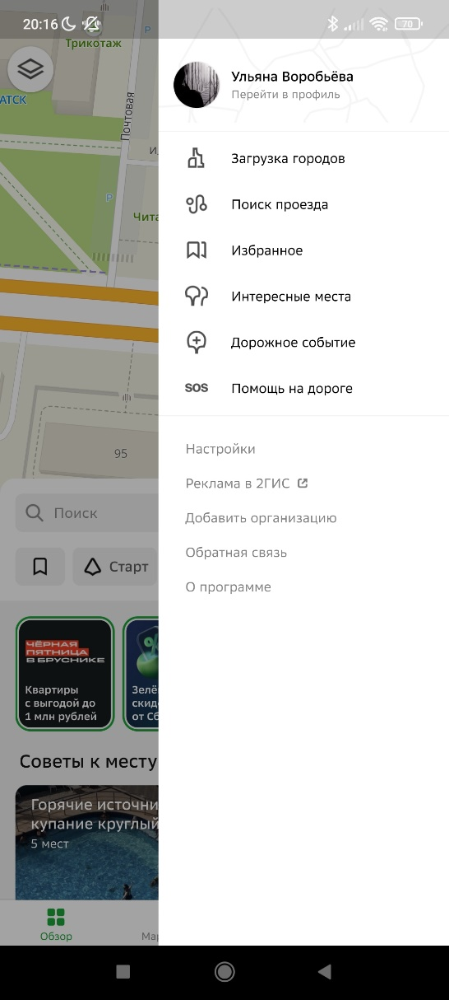 20:16
70
P
Трикотаж
АТСК
Почтовая
P
Чита
95
Поиск
Старт
ЧЁРНАЯ
ПЯТНИЦА
В БРУСНИКЕ
Квартиры
с выгодой до
1 млн рублей
Зелё
скид
от Сб
Советы к месту
Горячие источни
купание круглый
5 мест
Обзор
Мар
Ульяна Воробьёва
Перейти в профиль
Загрузка городов
Поиск проезда
Избранное
Интересные места
Дорожное событие
SOS
Помощь на дороге
Настройки
Реклама в 2ГИС
Добавить организацию
Обратная связь
О программе